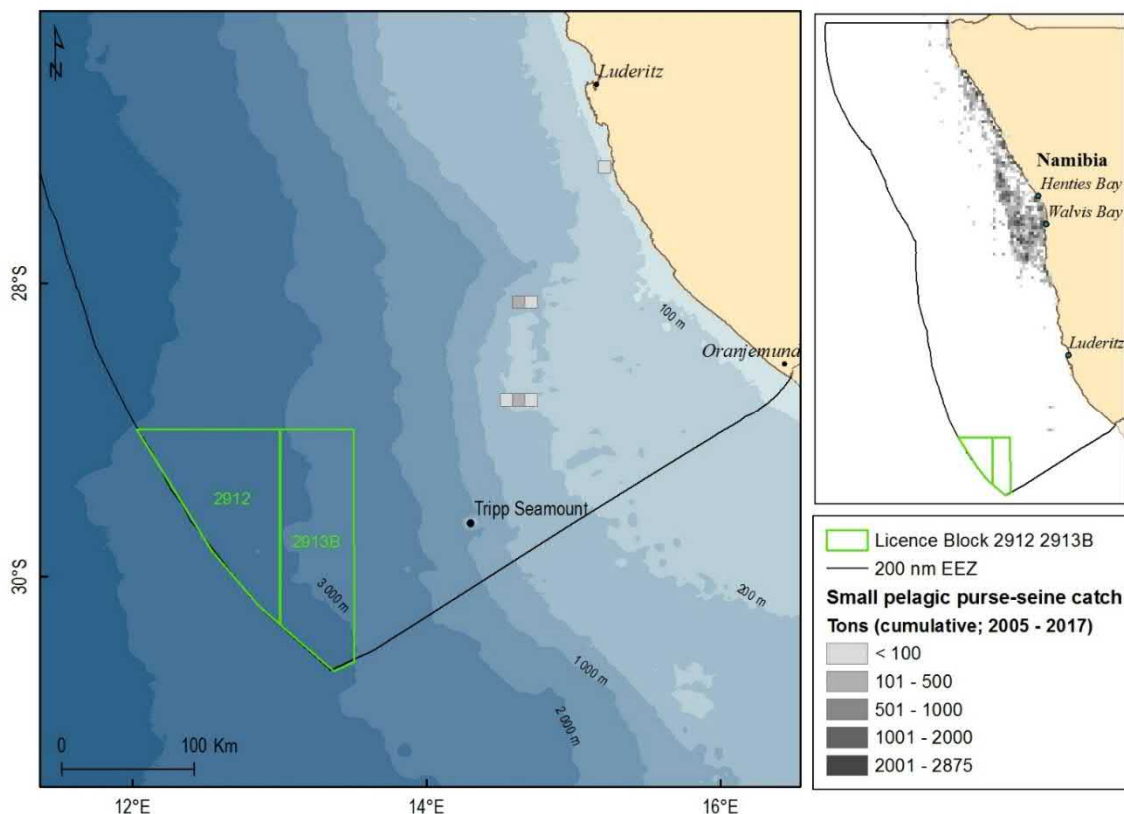 N
Luderitz
28°S
100 m
Oranjemund
2912
2913B
Tripp Seamount
30°S
3 000 m
200 m
1 000 m
2 000 m
0 100 Km
12°E 14°E 16°E
Namibia
Henties Bay
Walvis Bay
Luderitz
Licence Block 2912 2913B
200 nm EEZ
Small pelagic purse-seine catch
Tons (cumulative; 2005 - 2017)
< 100
101 - 500
501 - 1000
1001 - 2000
2001 - 2875